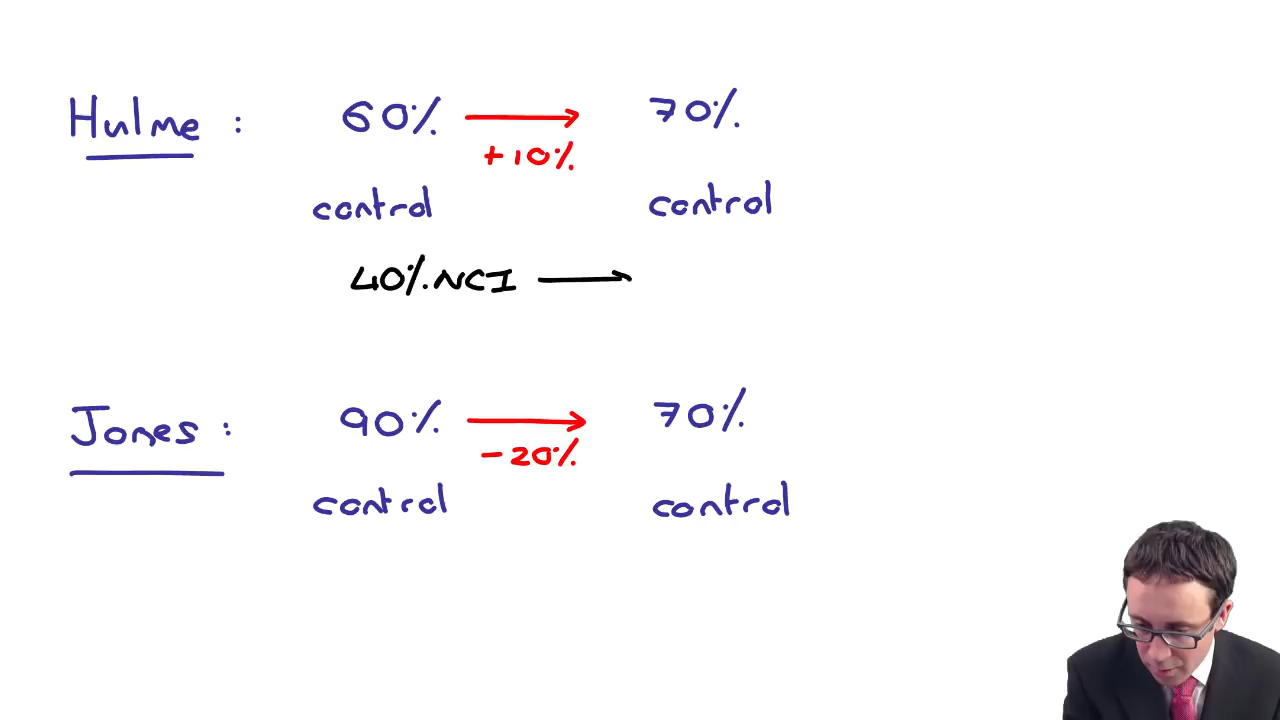 Hulme : 60% 70%
+10%
control control
40% NCI
Jones : 90% 70%
-20%
control control